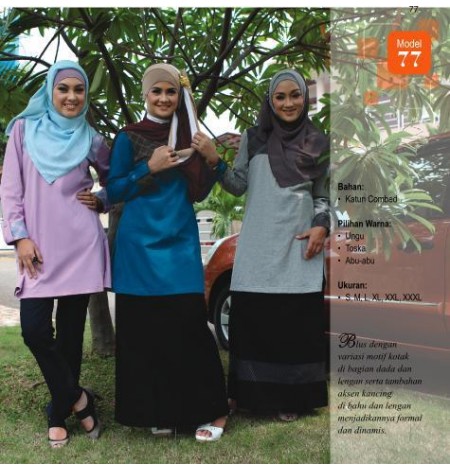 77
Model
77
Bahan:
• Katun Combed
Pilihan Warna:
• Ungu
• Toska
• Abu-abu
Ukuran:
• S, M, L, XL, XXL, XXXL
Blus dengan
variasi motif kotak
di bagian dada dan
lengan serta tambahan
aksen kancing
di bahu dan lengan
menjadikannya formal
dan dinamis.